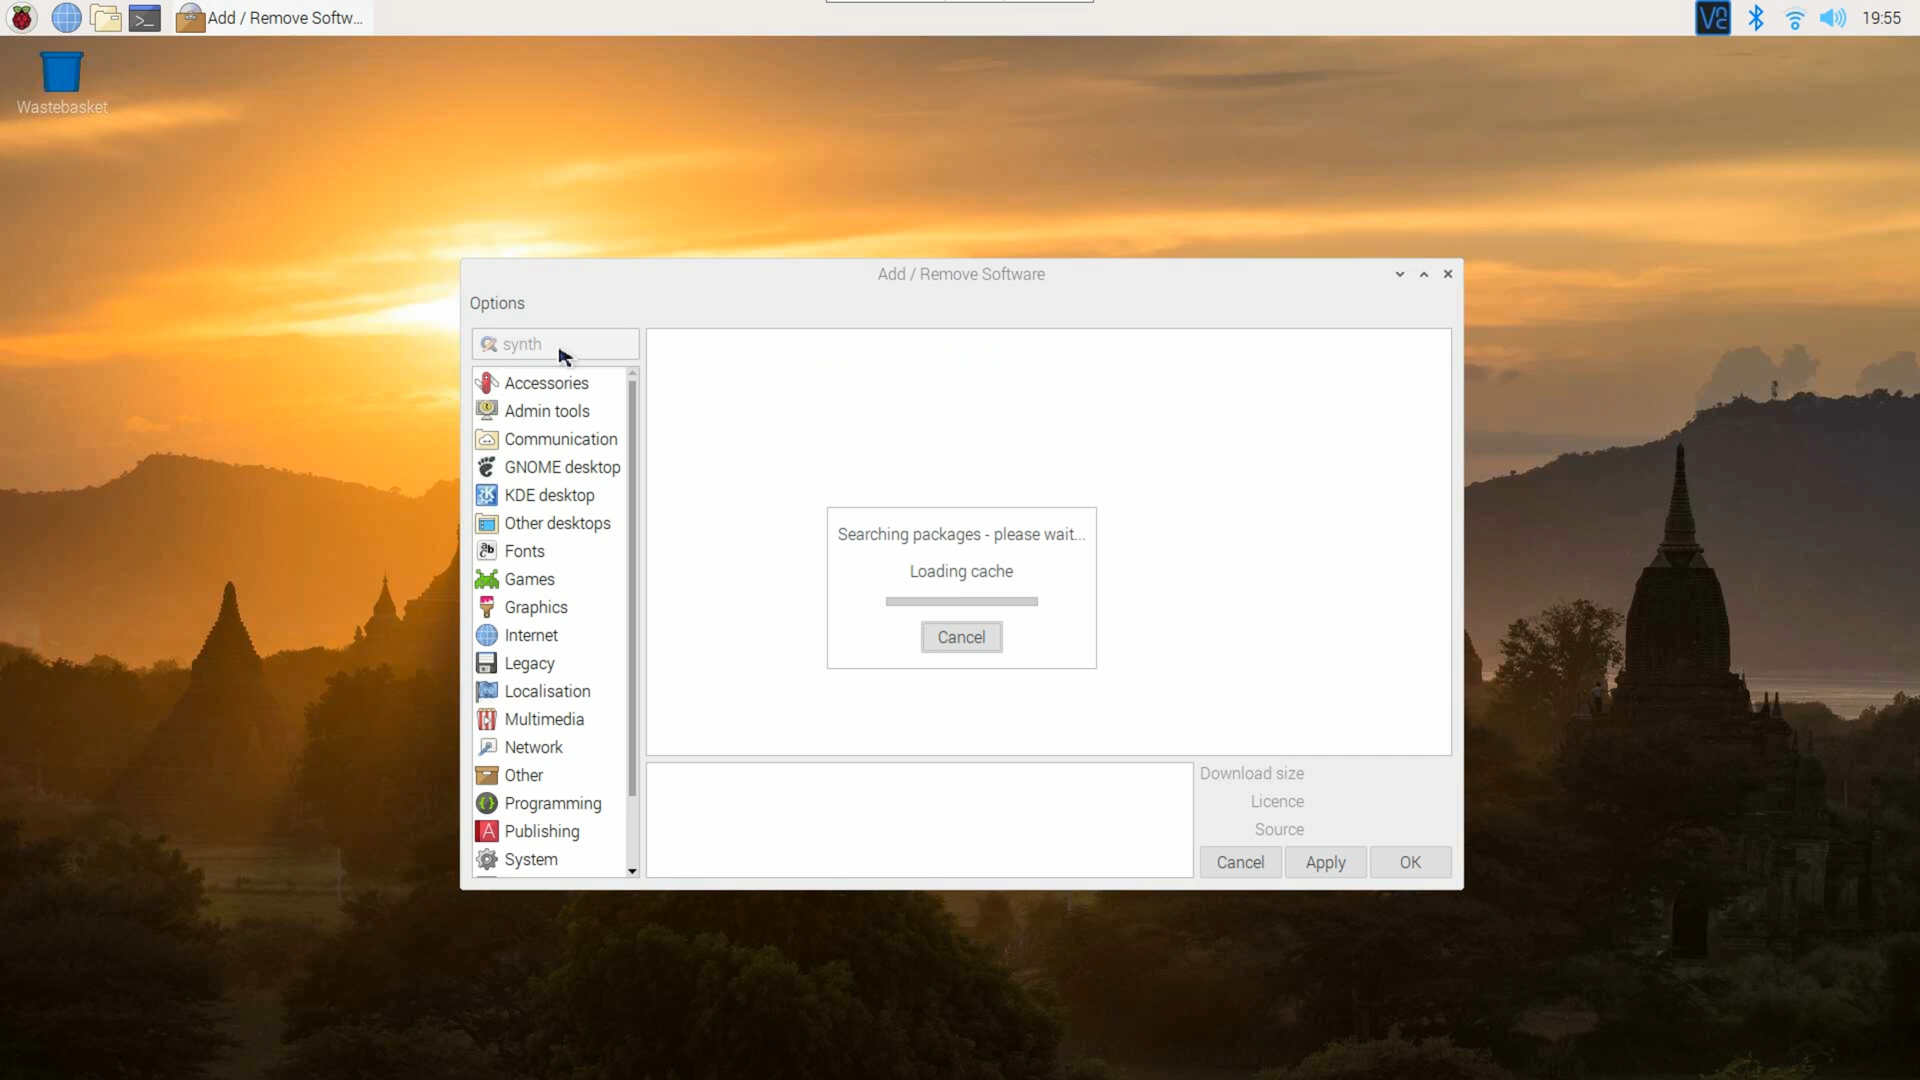 Add / Remove Softw...
19:55
Wastebasket
Add / Remove Software
Options
synth
Accessories
Admin tools
Communication
GNOME desktop
KDE desktop
Other desktops
Fonts
Games
Graphics
Internet
Legacy
Localisation
Multimedia
Network
Other
Programming
Publishing
System
Searching packages - please wait...
Loading cache
Cancel
Download size
Licence
Source
Cancel
Apply
OK